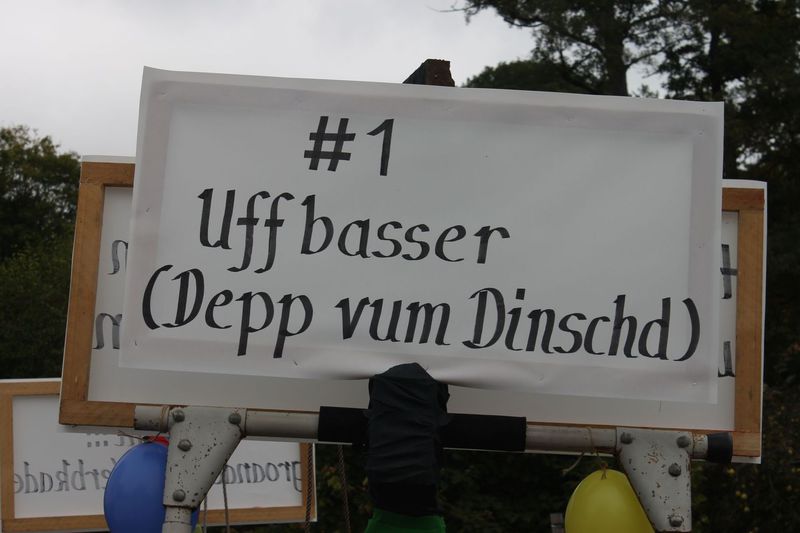 #1
Uffbasser
(Depp vum Dinschd)